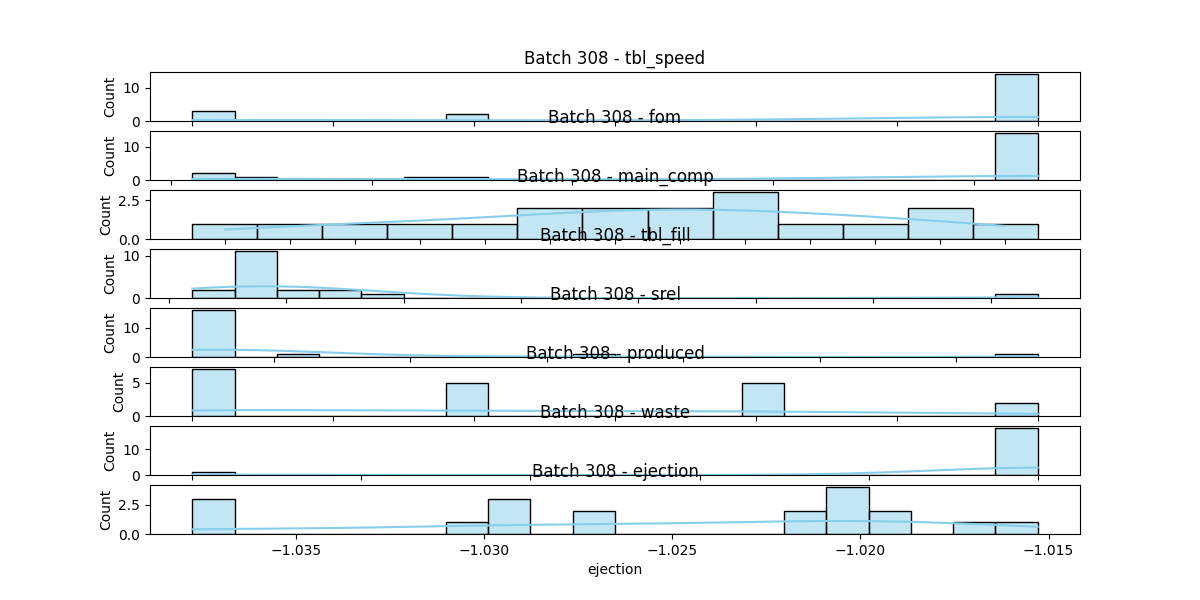 Batch 308 - tbl_speed
Count
10
0
Batch 308 - fom
Count
10
0
Batch 308 - main_comp
Count
2.5
0.0
Batch 308 - tbl_fill
Count
10
0
Batch 308 - srel
Count
10
0
Batch 308 - produced
Count
5
0
Batch 308 - waste
Count
10
0
Batch 308 - ejection
Count
2.5
0.0
−1.035 −1.030 −1.025 −1.020 −1.015
ejection